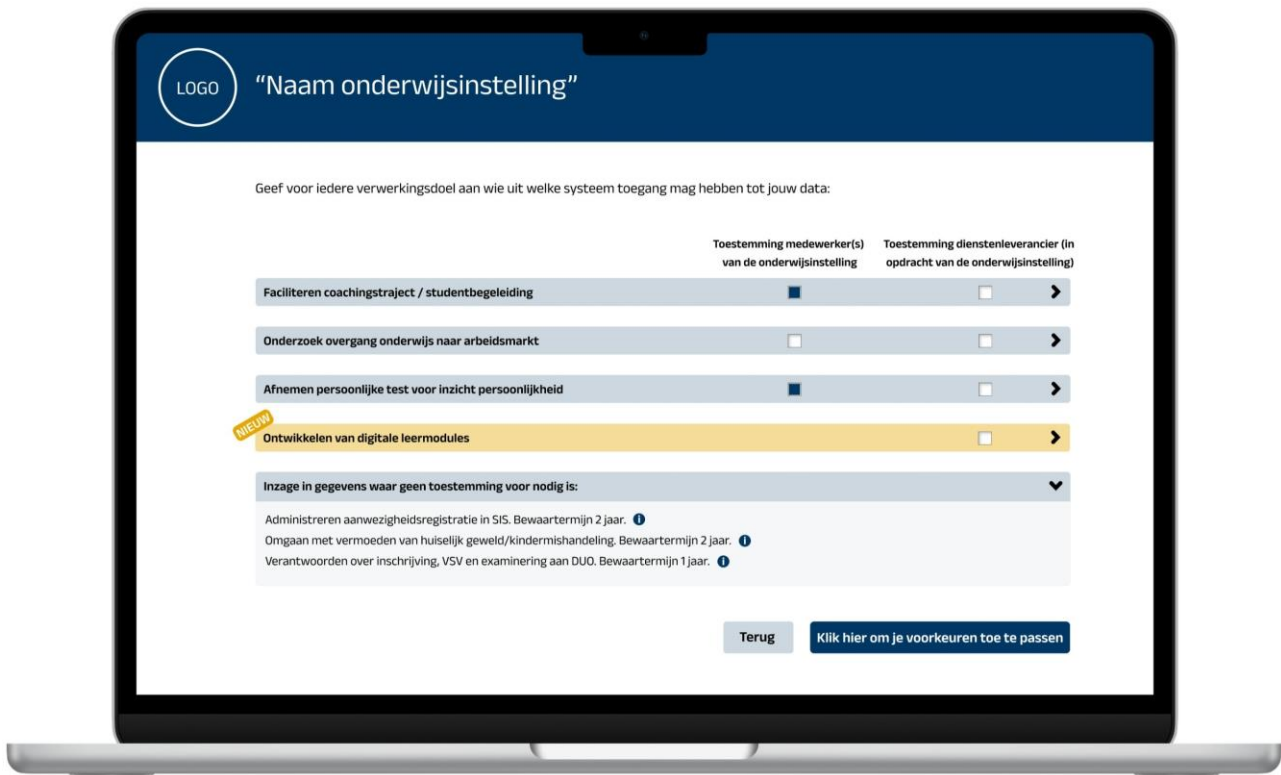 LOGO
“Naam onderwijsinstelling”
Geef voor iedere verwerkingsdoel aan wie uit welke systeem toegang mag hebben tot jouw data:
Toestemming medewerker(s)
van de onderwijsinstelling
Toestemming dienstenleverancier (in
opdracht van de onderwijsinstelling)
Faciliteren coachingstraject / studentbegeleiding
Onderzoek overgang onderwijs naar arbeidsmarkt
Afnemen persoonlijke test voor inzicht persoonlijkheid
NIEUW
Ontwikkelen van digitale leermodules
Inzage in gegevens waar geen toestemming voor nodig is:
Administreren aanwezigheidsregistratie in SIS. Bewaartermijn 2 jaar. i
Omgaan met vermoeden van huiselijk geweld/kindermishandeling. Bewaartermijn 2 jaar. i
Verantwoorden over inschrijving, VSV en examinering aan DUO. Bewaartermijn 1 jaar. i
Terug
Klik hier om je voorkeuren toe te passen